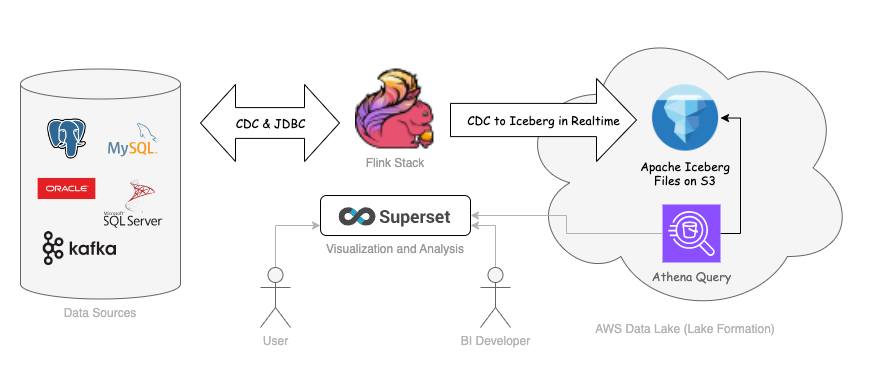 MySQL
ORACLE
Microsoft
SQL Server
kafka
Data Sources
CDC & JDBC
Flink Stack
CDC to Iceberg in Realtime
Apache Iceberg
Files on S3
Athena Query
AWS Data Lake (Lake Formation)
Superset
Visualization and Analysis
User
BI Developer